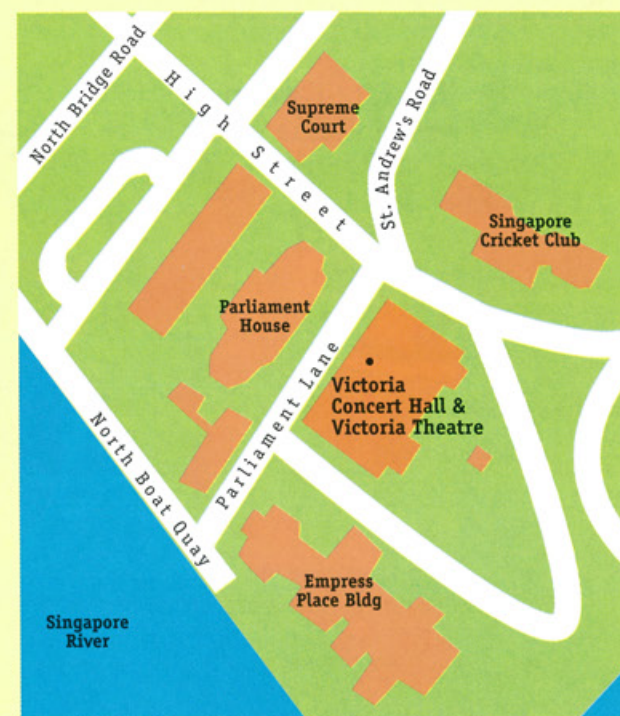 North Bridge Road
High Street
Supreme
Court
St. Andrew's Road
Singapore
Cricket Club
Parliament
House
Parliament Lane
Victoria
Concert Hall &
Victoria Theatre
North Boat Quay
Empress
Place Bldg
Singapore
River